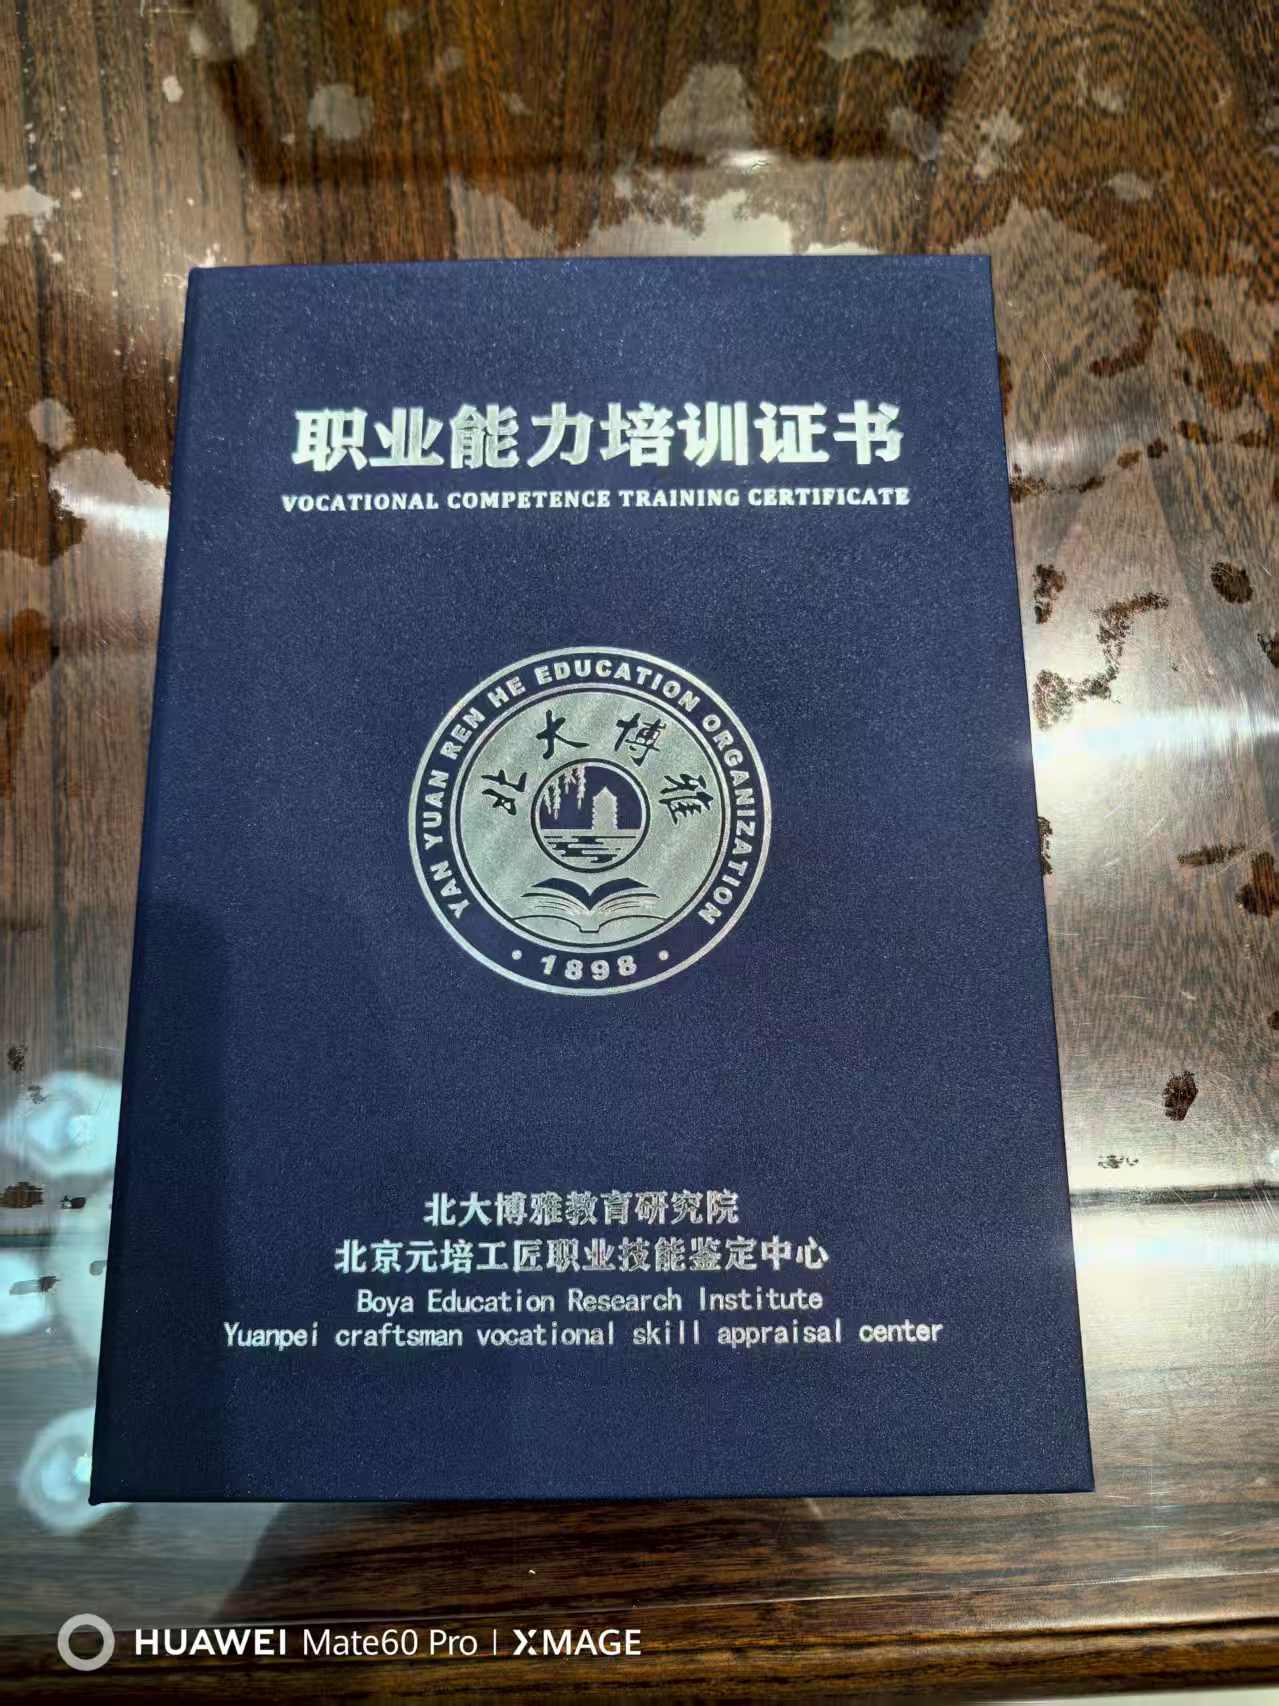 职业能力培训证书
VOCATIONAL COMPETENCE TRAINING CERTIFICATE
YAN YUAN REN HE EDUCATION ORGANIZATION
北大博雅
·1898·
北大博雅教育研究院
北京元培工匠职业技能鉴定中心
Boya Education Research Institute
Yuanpei craftsman vocational skill appraisal center
HUAWEI Mate60 Pro | XMAGE